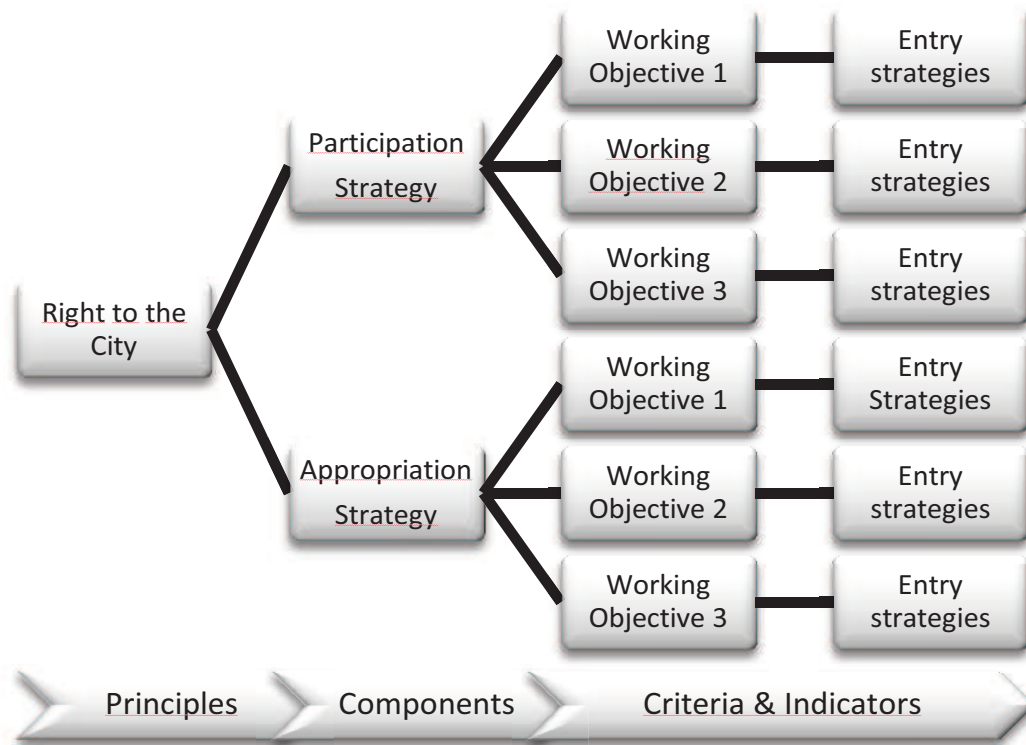 Right to the
City
Participation
Strategy
Working
Objective 1
Entry
strategies
Working
Objective 2
Entry
strategies
Working
Objective 3
Entry
strategies
Appropriation
Strategy
Working
Objective 1
Entry
Strategies
Working
Objective 2
Entry
strategies
Working
Objective 3
Entry
strategies
Principles
Components
Criteria & Indicators